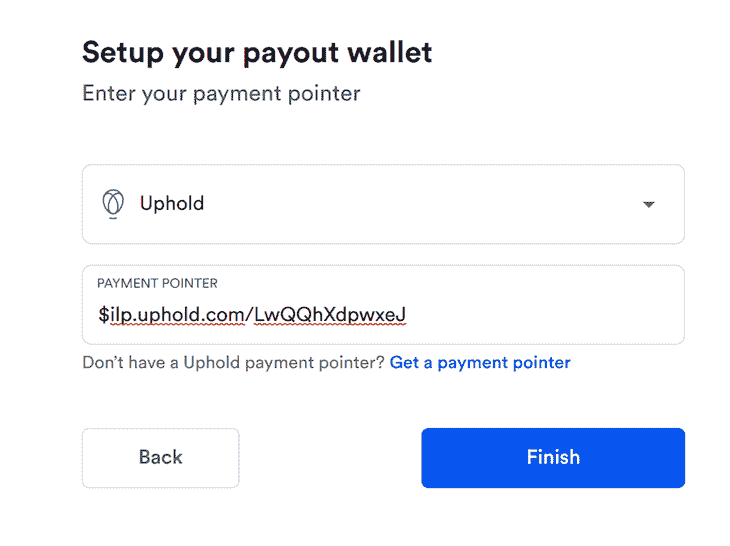 Setup your payout wallet
Enter your payment pointer
Uphold
PAYMENT POINTER
$ilp.uphold.com/LwQQhXdpwxeJ
Don’t have a Uphold payment pointer? Get a payment pointer
Back
Finish